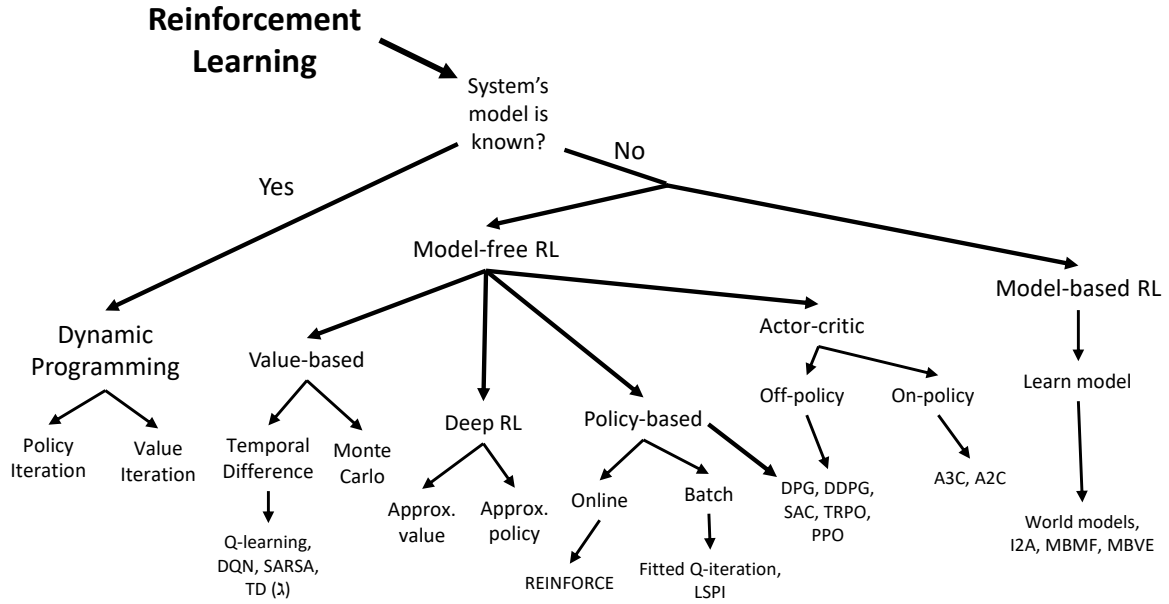 Reinforcement
Learning
System's
model is
known?
Yes
No
Model-free RL
Model-based RL
Dynamic
Programming
Value-based
Actor-critic
Learn model
Off-policy
On-policy
Deep RL
Policy-based
Policy
Iteration
Value
Iteration
Temporal
Difference
Monte
Carlo
Approx.
value
Approx.
policy
Online
Batch
DPG, DDPG,
SAC, TRPO,
PPO
A3C, A2C
World models,
I2A, MBMF, MBVE
Q-learning,
DQN, SARSA,
TD (ג)
REINFORCE
Fitted Q-iteration,
LSPI